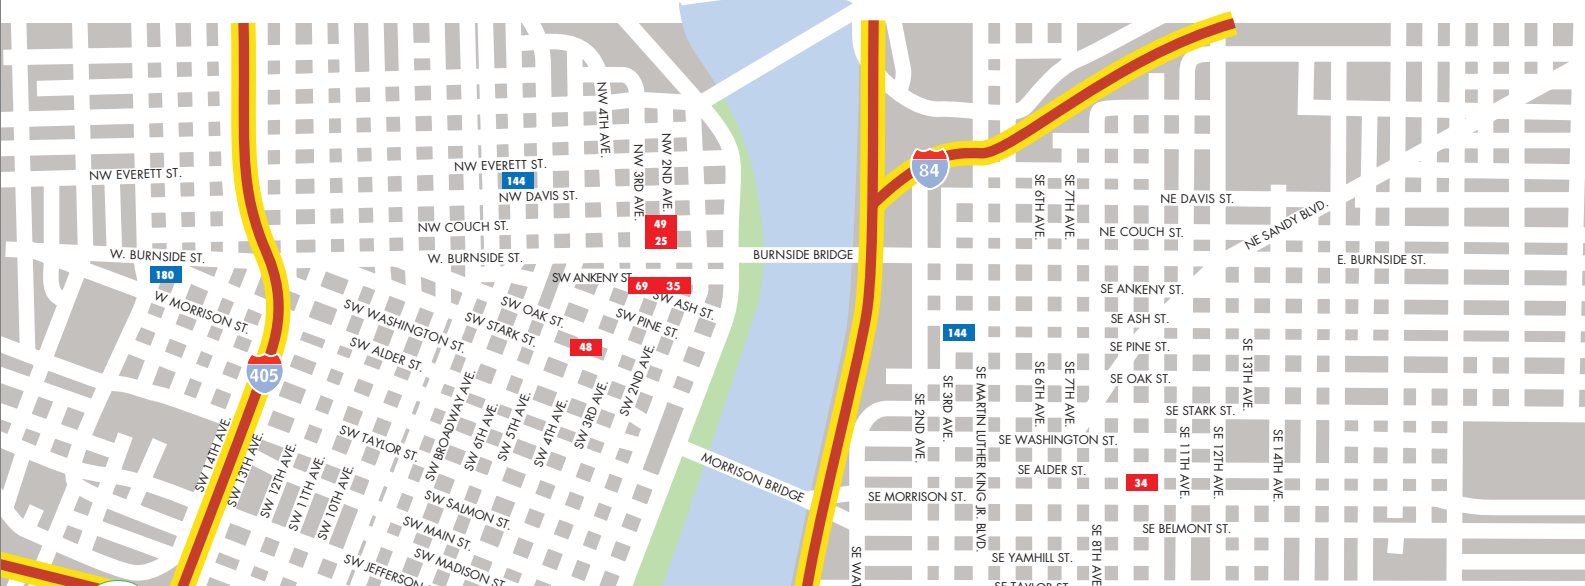 NW 4TH AVE.
NW 3RD AVE.
NW 2ND AVE.
NW EVERETT ST.
NW EVERETT ST.
144
NW DAVIS ST.
84
SE 6TH AVE.
SE 7TH AVE.
NE DAVIS ST.
NE SANDY BLVD.
NW COUCH ST.
49
25
NE COUCH ST.
W. BURNSIDE ST.
W. BURNSIDE ST.
BURNSIDE BRIDGE
E. BURNSIDE ST.
180
SW ANKENY ST.
69 35
SE ANKENY ST.
W MORRISON ST.
SW WASHINGTON ST.
SW OAK ST.
SW ASH ST.
SW STARK ST.
SW PINE ST.
SE ASH ST.
144
SW ALDER ST.
48
SE PINE ST.
405
SE OAK ST.
SE 13TH AVE.
SE 6TH AVE.
SE 7TH AVE.
SE 2ND AVE.
SE 3RD AVE.
SE MARTIN LUTHER KING JR. BLVD.
SE STARK ST.
SW 14TH AVE.
SW 13TH AVE.
SW 12TH AVE.
SW 11TH AVE.
SW 10TH AVE.
SW TAYLOR ST.
SW BROADWAY AVE.
SW 6TH AVE.
SW 5TH AVE.
SW 4TH AVE.
SW 3RD AVE.
SW 2ND AVE.
SE WASHINGTON ST.
SE ALDER ST.
34
SE 11TH AVE.
SE 12TH AVE.
SE 14TH AVE.
MORRISON BRIDGE
SE MORRISON ST.
SW SALMON ST.
SW MAIN ST.
SE BELMONT ST.
SW MADISON ST.
SW JEFFERSON
SE WAT
SE YAMHILL ST.
SE 8TH AVE
SE TAYLOR ST.